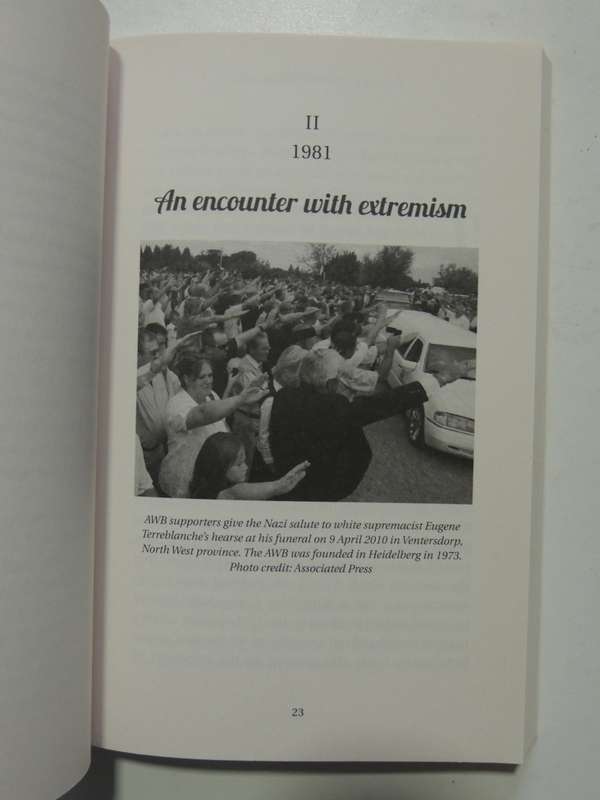 II
1981
An encounter with extremism
AWB supporters give the Nazi salute to white supremacist Eugene
Terreblanche's hearse at his funeral on 9 April 2010 in Ventersdorp,
North West province. The AWB was founded in Heidelberg in 1973.
Photo credit: Associated Press
23